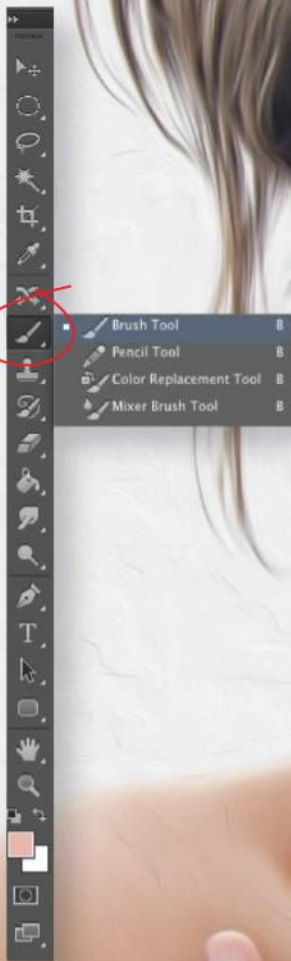 Brush Tool B
Pencil Tool B
Color Replacement Tool B
Mixer Brush Tool B
T